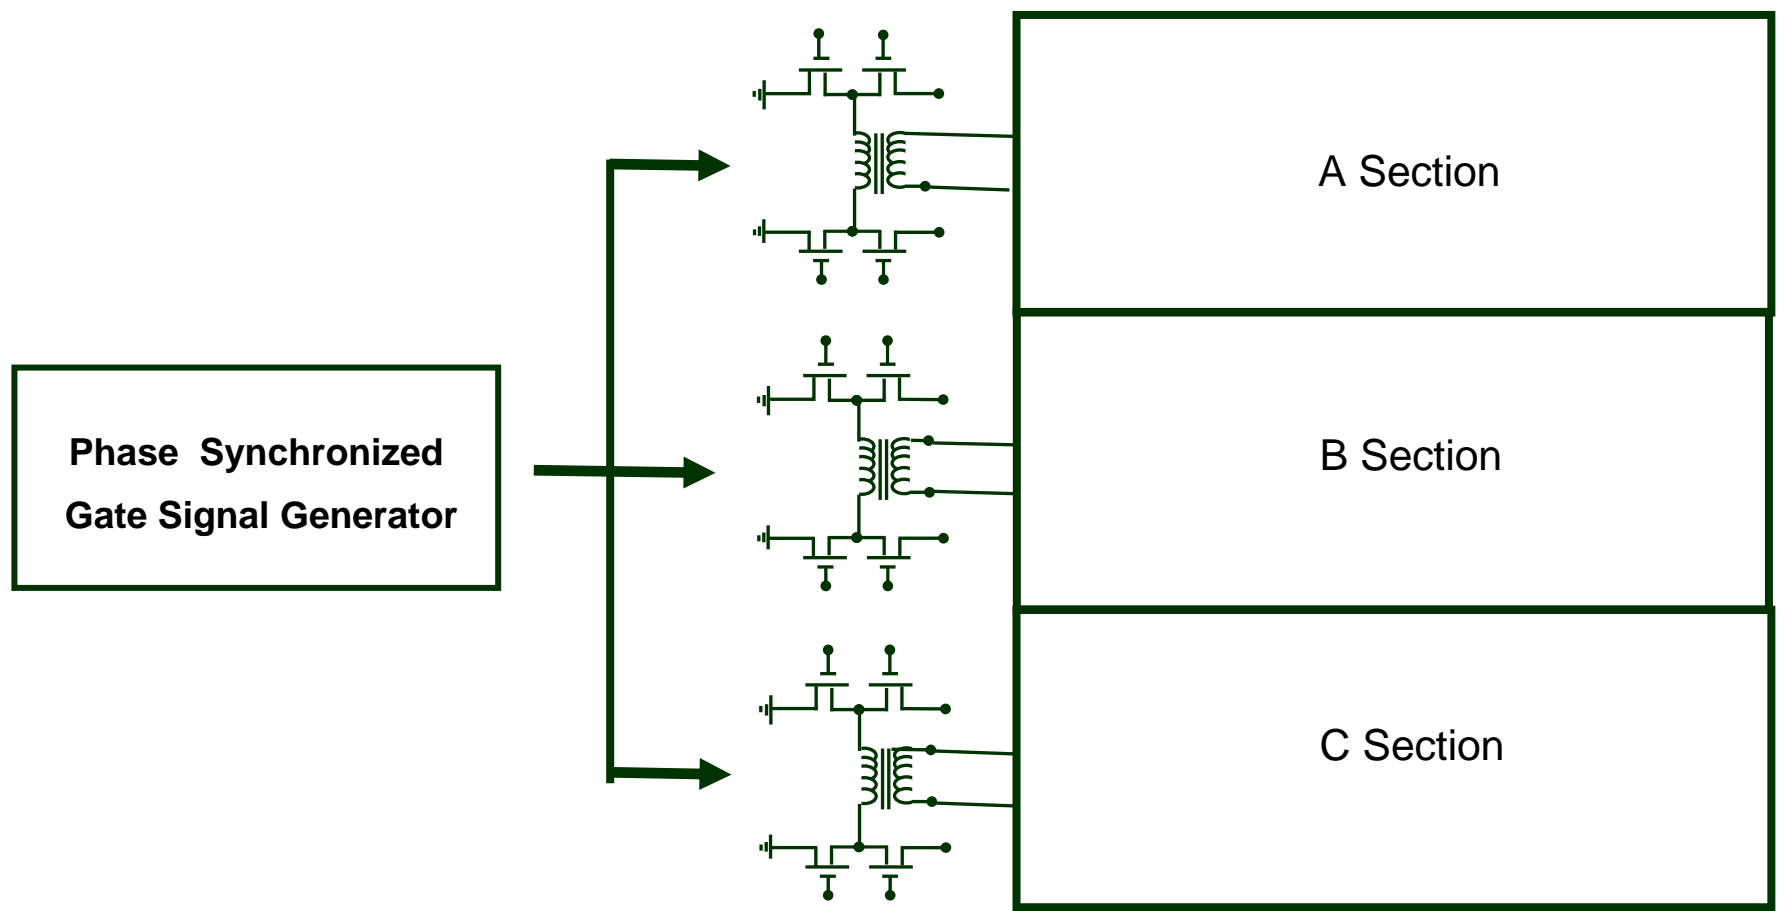 A Section
Phase Synchronized
Gate Signal Generator
B Section
C Section